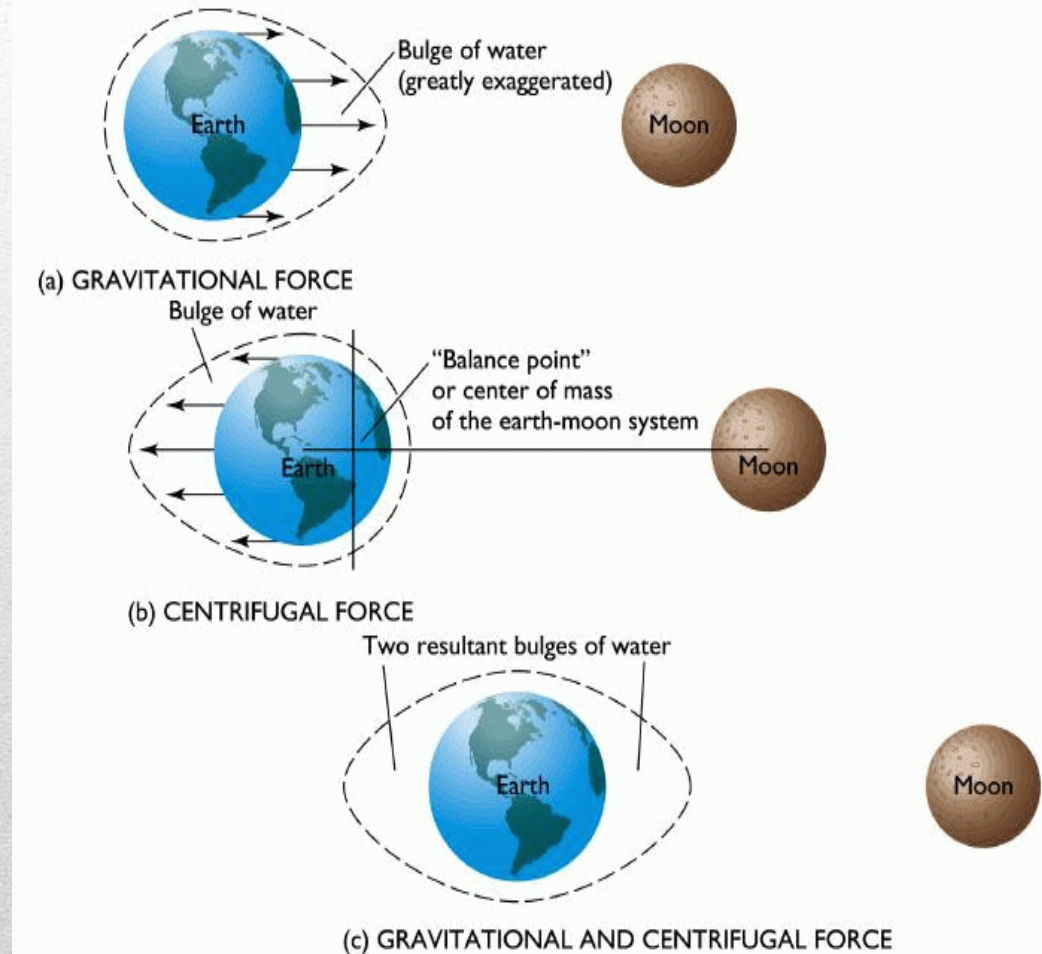 Bulge of water
(greatly exaggerated)
Earth
Moon
(a) GRAVITATIONAL FORCE
Bulge of water
“Balance point”
or center of mass
of the earth-moon system
Earth
Moon
(b) CENTRIFUGAL FORCE
Two resultant bulges of water
Earth
Moon
(c) GRAVITATIONAL AND CENTRIFUGAL FORCE